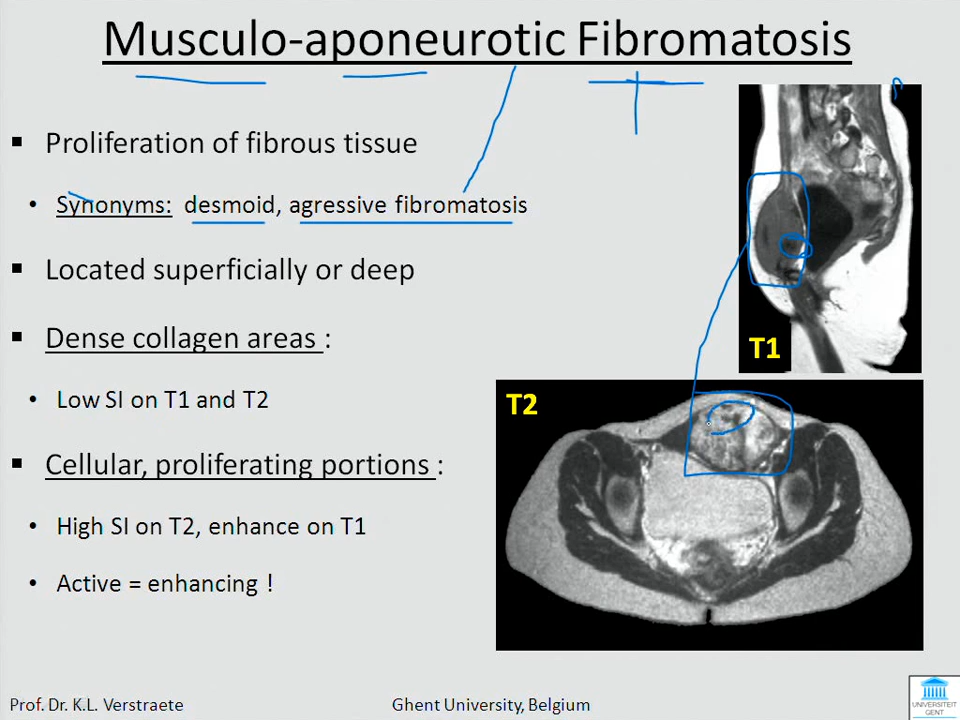 Musculo-aponeurotic Fibromatosis
▪ Proliferation of fibrous tissue
• Synonyms: desmoid, agressive fibromatosis
▪ Located superficially or deep
▪ Dense collagen areas :
• Low SI on T1 and T2
▪ Cellular, proliferating portions :
• High SI on T2, enhance on T1
• Active = enhancing !
T1
T2
Prof. Dr. K.L. Verstraete
Ghent University, Belgium
UNIVERSITEIT
GENT